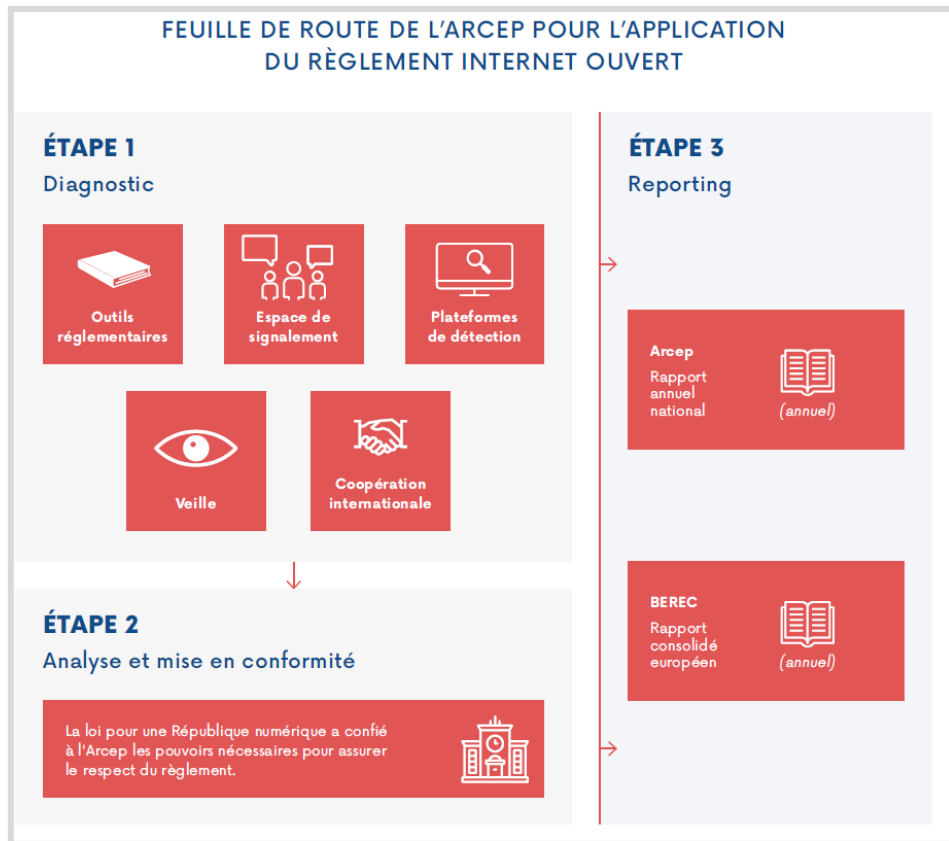 FEUILLE DE ROUTE DE L'ARCEP POUR L'APPLICATION
DU RÈGLEMENT INTERNET OUVERT
ÉTAPE 1
Diagnostic
Outils
réglementaires
Espace de
signalement
Plateformes
de détection
Veille
Coopération
internationale
ÉTAPE 2
Analyse et mise en conformité
La loi pour une République numérique a confié
à l'Arcep les pouvoirs nécessaires pour assurer
le respect du règlement.
ÉTAPE 3
Reporting
Arcep
Rapport
annuel
national
(annuel)
BEREC
Rapport
consolidé
européen
(annuel)